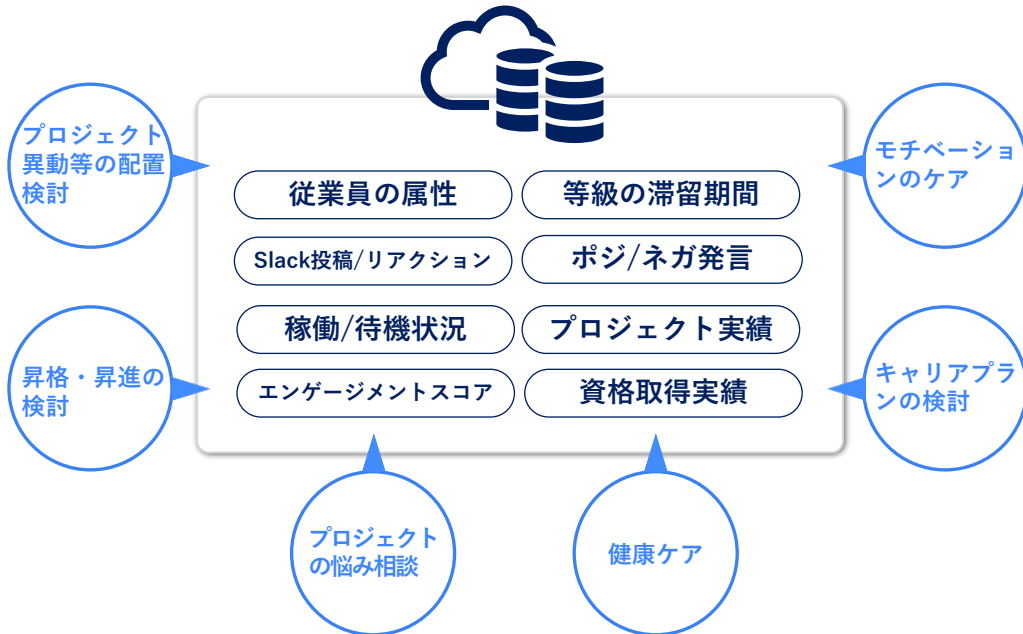 プロジェクト
異動等の配置
検討
モチベーショ
ンのケア
従業員の属性
等級の滞留期間
Slack投稿/リアクション
ポジ/ネガ発言
稼働/待機状況
プロジェクト実績
エンゲージメントスコア
資格取得実績
昇格・昇進の
検討
キャリアプラ
ンの検討
プロジェクト
の悩み相談
健康ケア